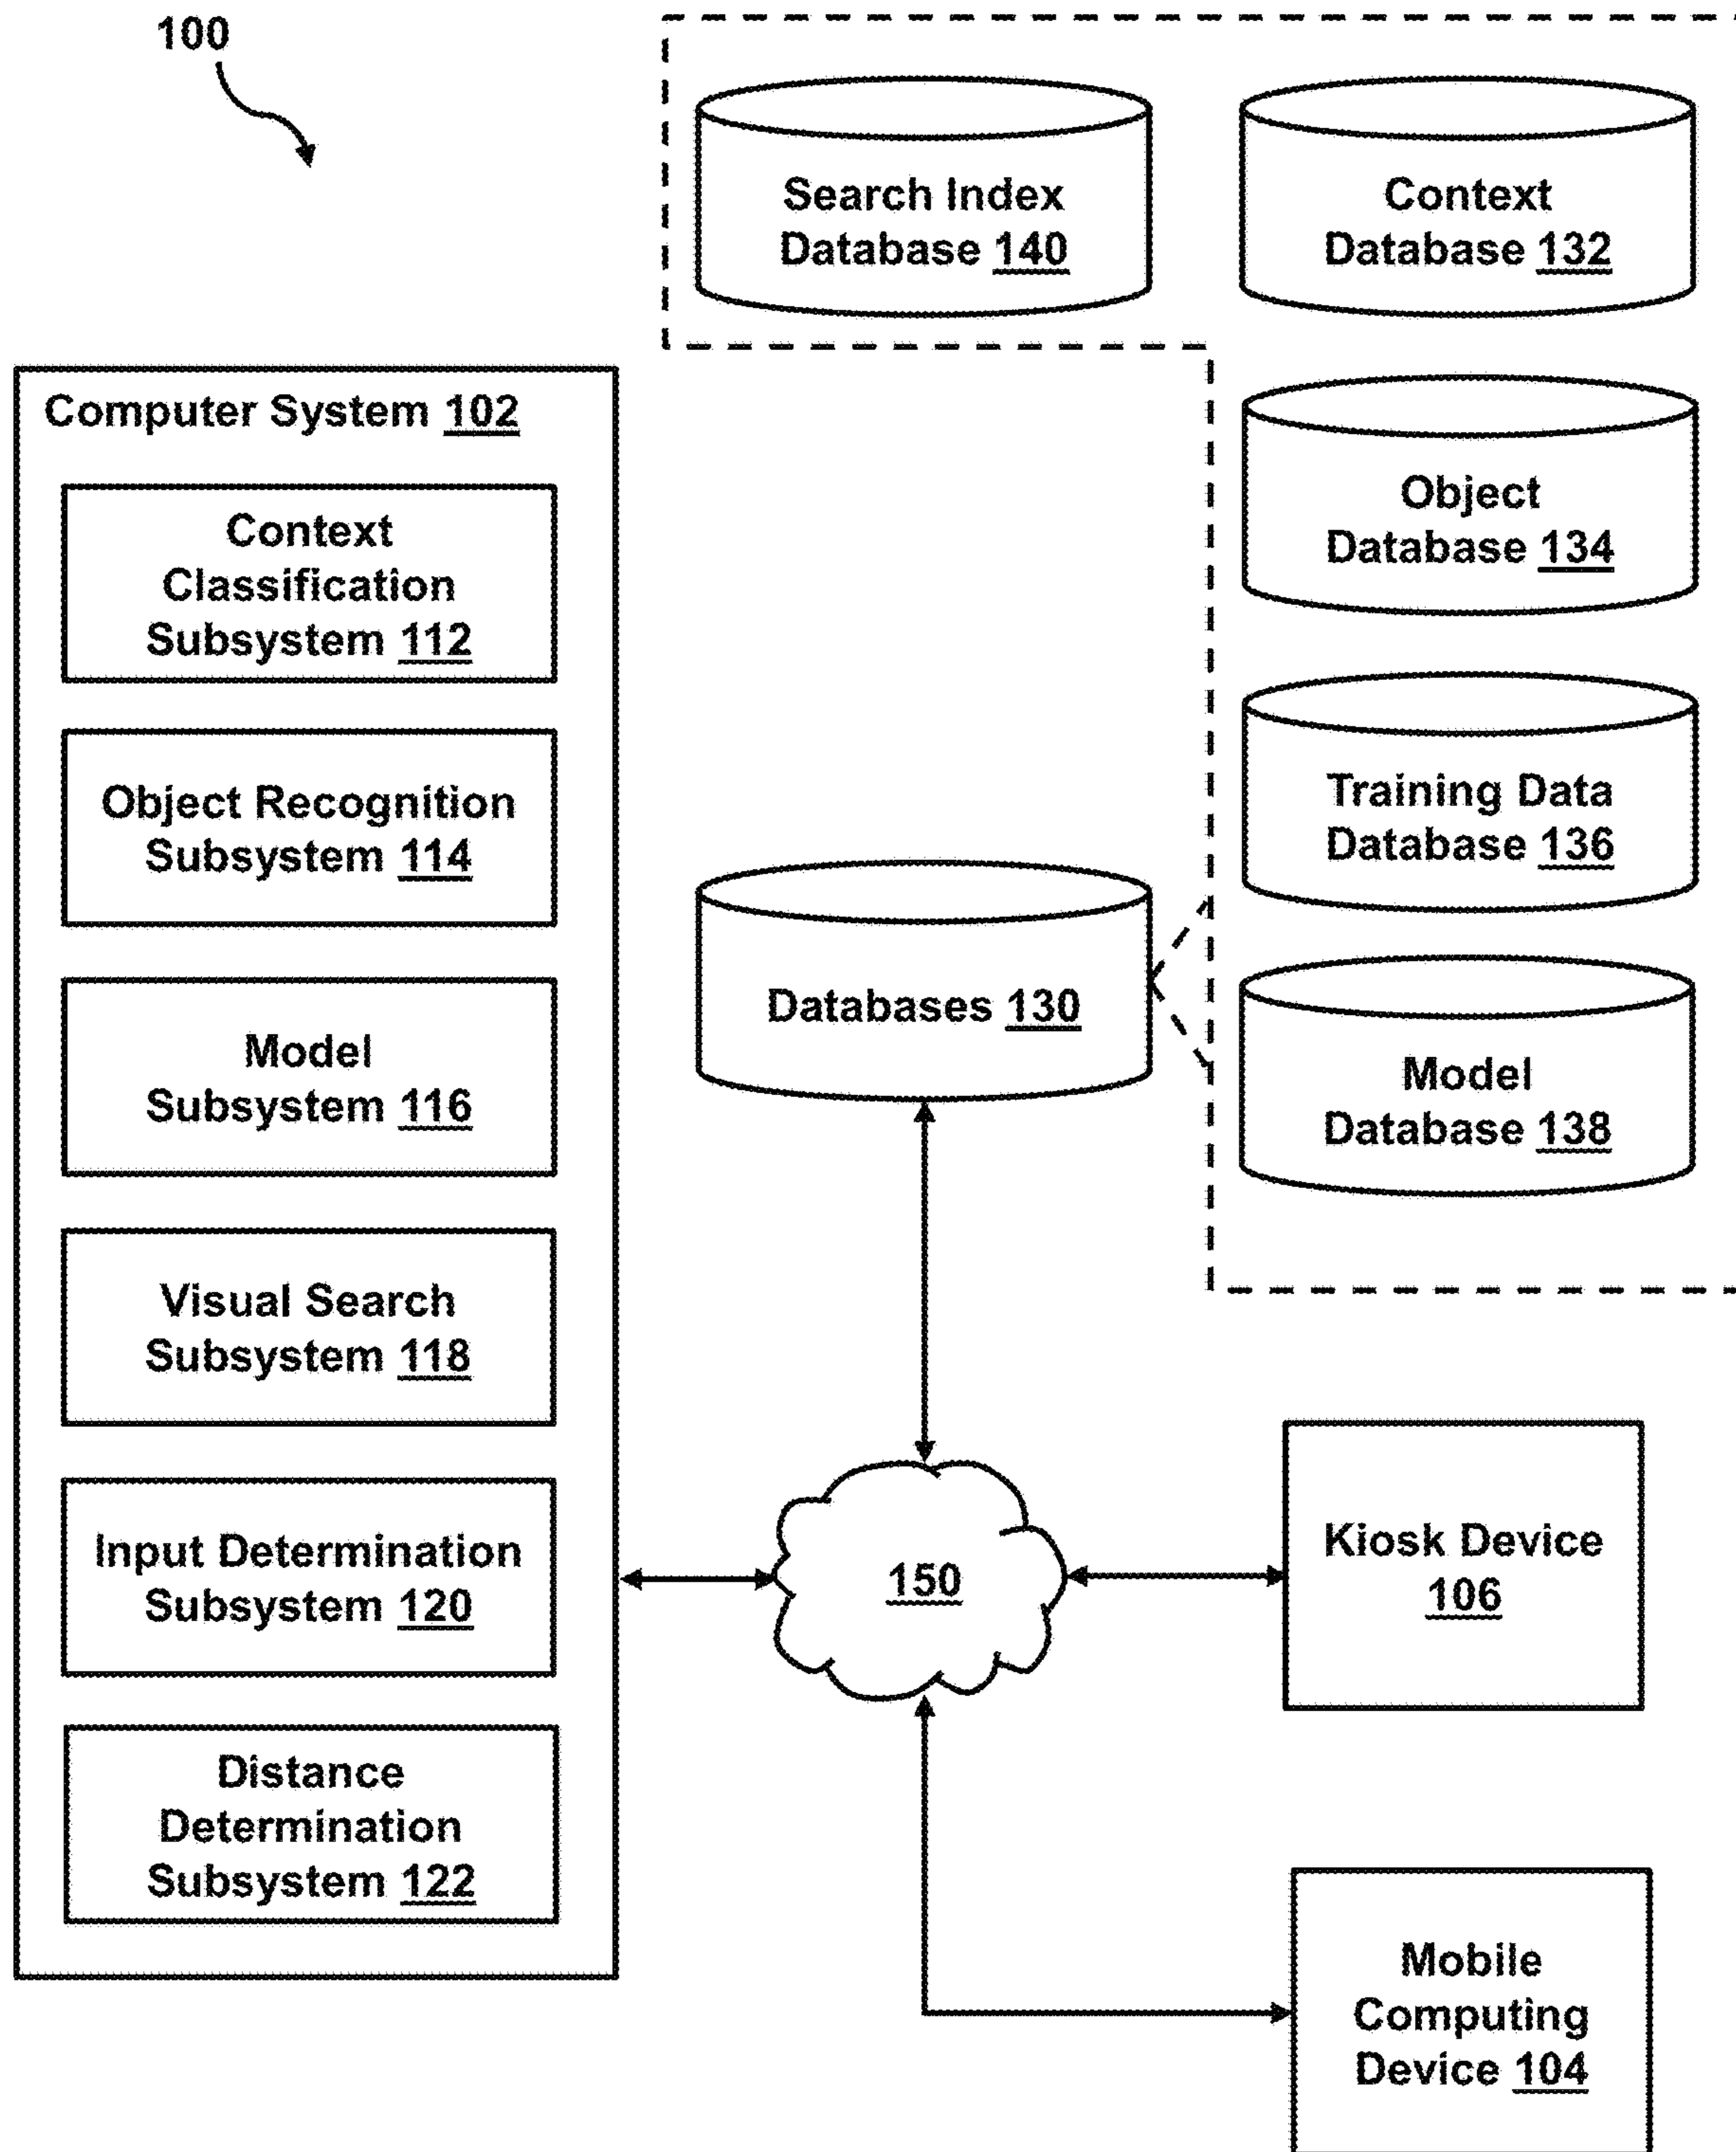 100
Search Index
Database 140
Context
Database 132
Computer System 102
Context
Classification
Subsystem 112
Object Recognition
Subsystem 114
Model
Subsystem 116
Visual Search
Subsystem 118
Input Determination
Subsystem 120
Distance
Determination
Subsystem 122
Object
Database 134
Training Data
Database 136
Databases 130
Model
Database 138
150
Kiosk Device
106
Mobile
Computing
Device 104